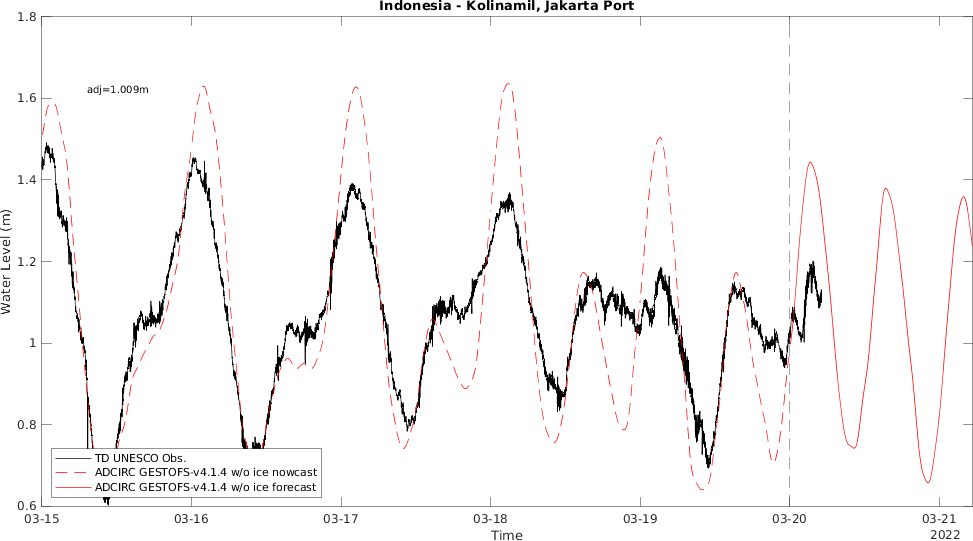 Indonesia - Kolinamil, Jakarta Port
1.8
1.6
1.4
1.2
1
0.8
0.6
Water Level (m)
adj=1.009m
TD UNESCO Obs.
ADCIRC GESTOFS-v4.1.4 w/o ice nowcast
ADCIRC GESTOFS-v4.1.4 w/o ice forecast
03-15 03-16 03-17 03-18 03-19 03-20 03-21
Time
2022